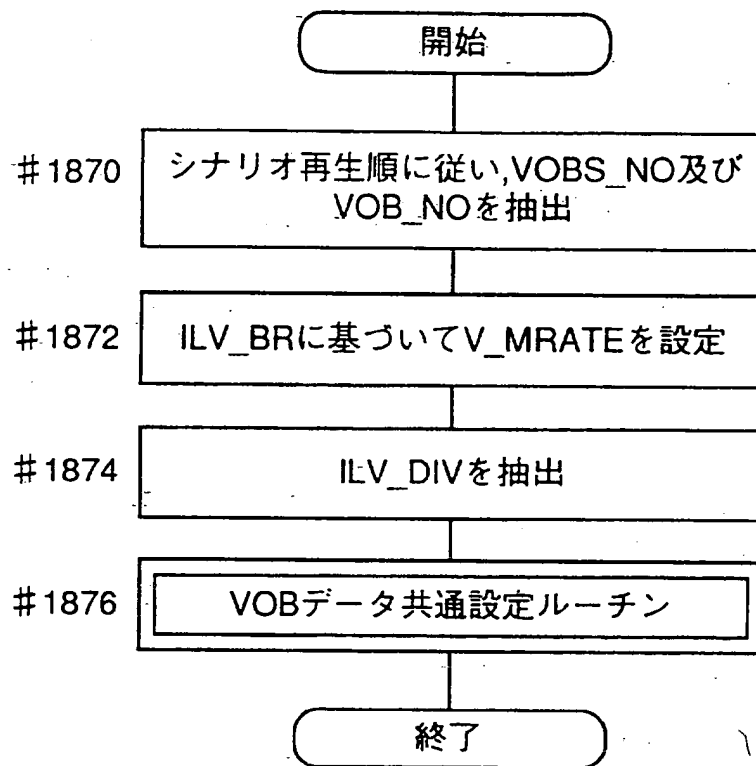 開始
#1870
シナリオ再生順に従い,VOBS_NO及び
VOB_NOを抽出
#1872
ILV_BRに基づいてV_MRATEを設定
#1874
ILV_DIVを抽出
#1876
VOBデータ共通設定ルーチン
終了